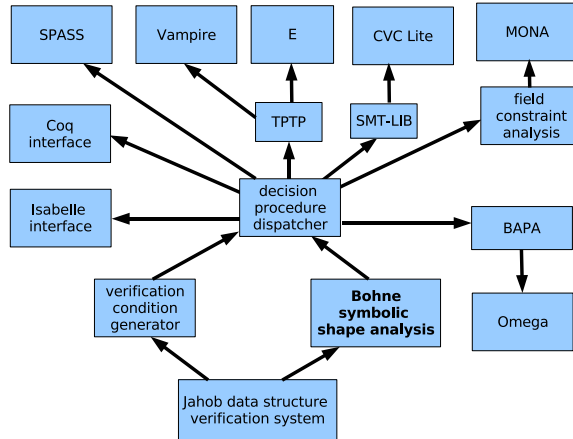 SPASS
Vampire
E
CVC Lite
MONA
Coq
interface
TPTP
SMT-LIB
field
constraint
analysis
Isabelle
interface
decision
procedure
dispatcher
BAPA
verification
condition
generator
Bohne
symbolic
shape analysis
Omega
Jahob data structure
verification system